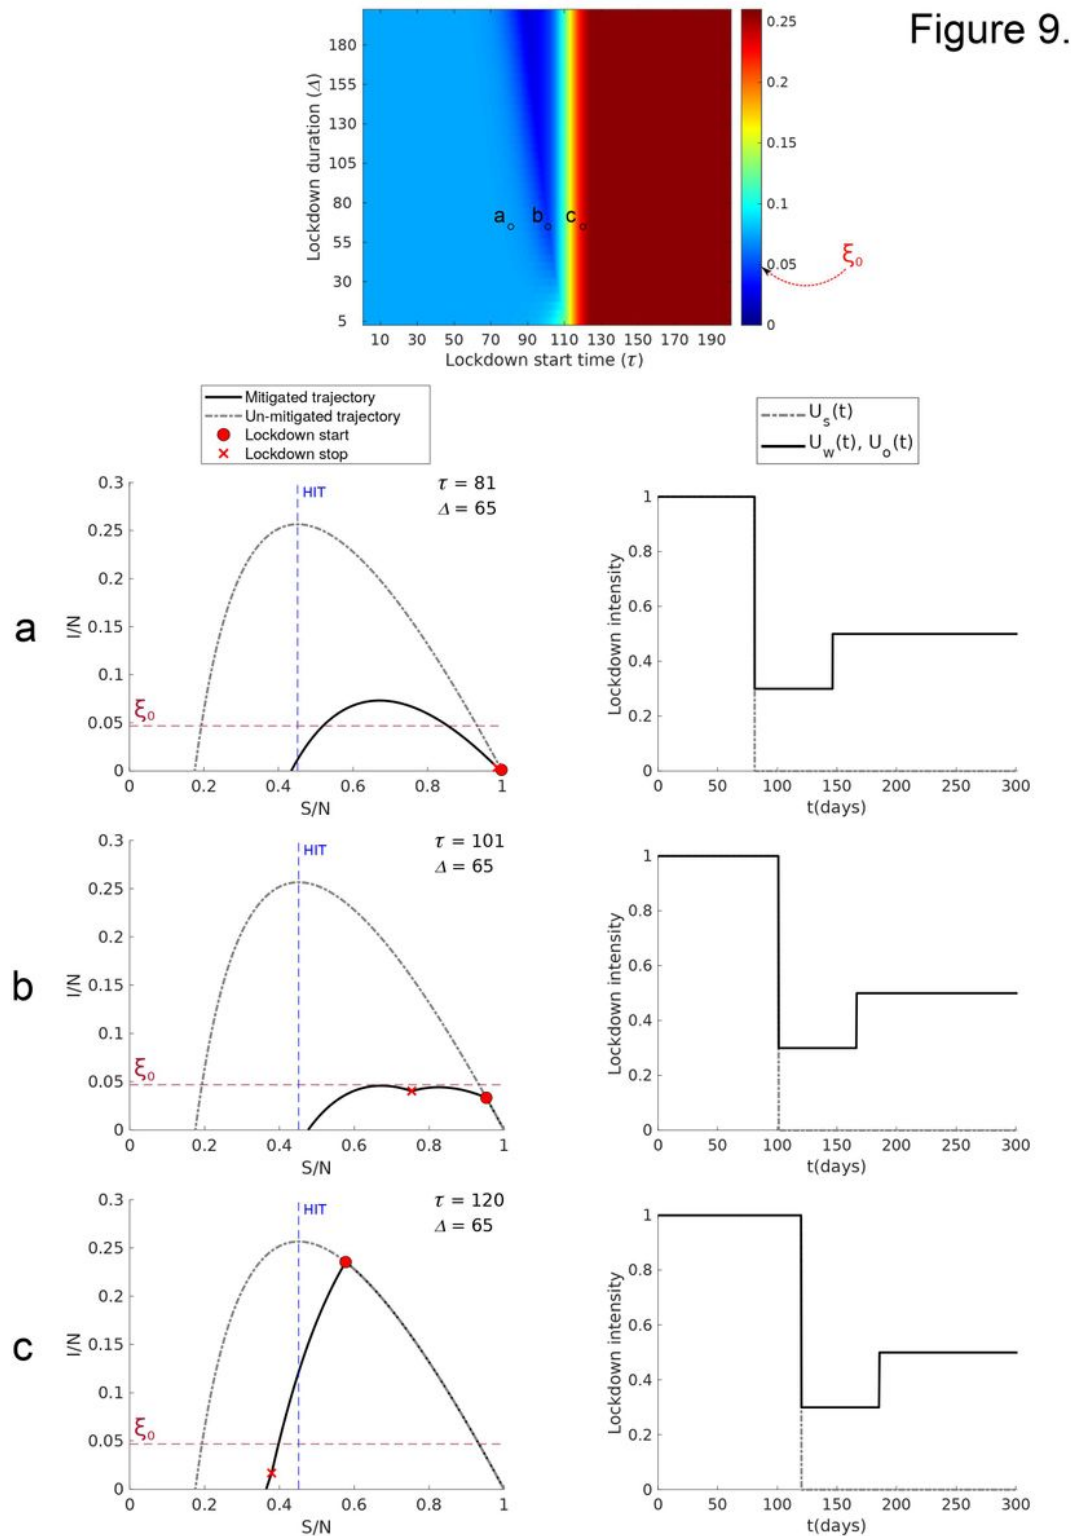 Figure 9.
Lockdown duration (Δ)
180
155
130
105
80
55
30
5
a
b
c
10 30 50 70 90 110 130 150 170 190
Lockdown start time (τ)
0.25
0.2
0.15
0.1
0.05
0
ξ₀
Mitigated trajectory
Un-mitigated trajectory
Lockdown start
Lockdown stop
U_s(t)
U_w(t), U_o(t)
a
I/N
0.3
0.25
0.2
0.15
0.1
0.05
0
HIT
τ = 81
Δ = 65
ξ₀
0 0.2 0.4 0.6 0.8 1
S/N
Lockdown intensity
1
0.8
0.6
0.4
0.2
0
0 50 100 150 200 250 300
t(days)
b
I/N
0.3
0.25
0.2
0.15
0.1
0.05
0
HIT
τ = 101
Δ = 65
ξ₀
0 0.2 0.4 0.6 0.8 1
S/N
Lockdown intensity
1
0.8
0.6
0.4
0.2
0
0 50 100 150 200 250 300
t(days)
c
I/N
0.3
0.25
0.2
0.15
0.1
0.05
0
HIT
τ = 120
Δ = 65
ξ₀
0 0.2 0.4 0.6 0.8 1
S/N
Lockdown intensity
1
0.8
0.6
0.4
0.2
0
0 50 100 150 200 250 300
t(days)